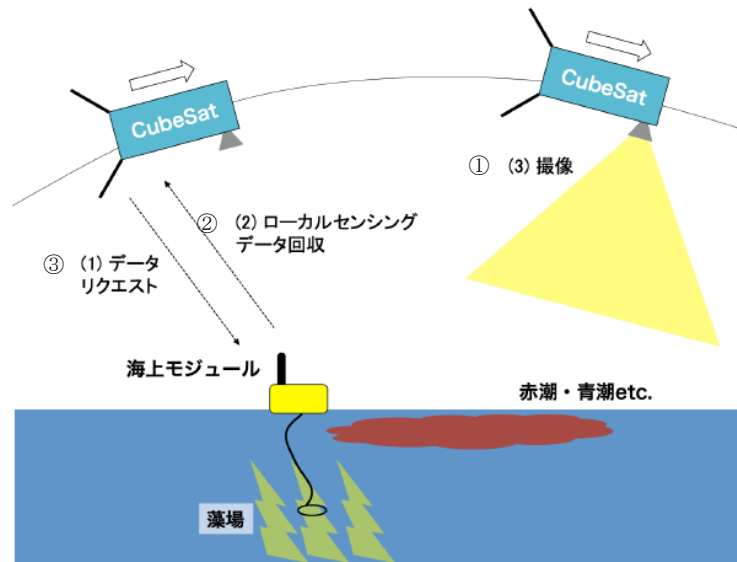 CubeSat
CubeSat
① (3) 撮像
② (2) ローカルセンシング
データ回収
③ (1) データ
リクエスト
海上モジュール
赤潮・青潮etc.
藻場